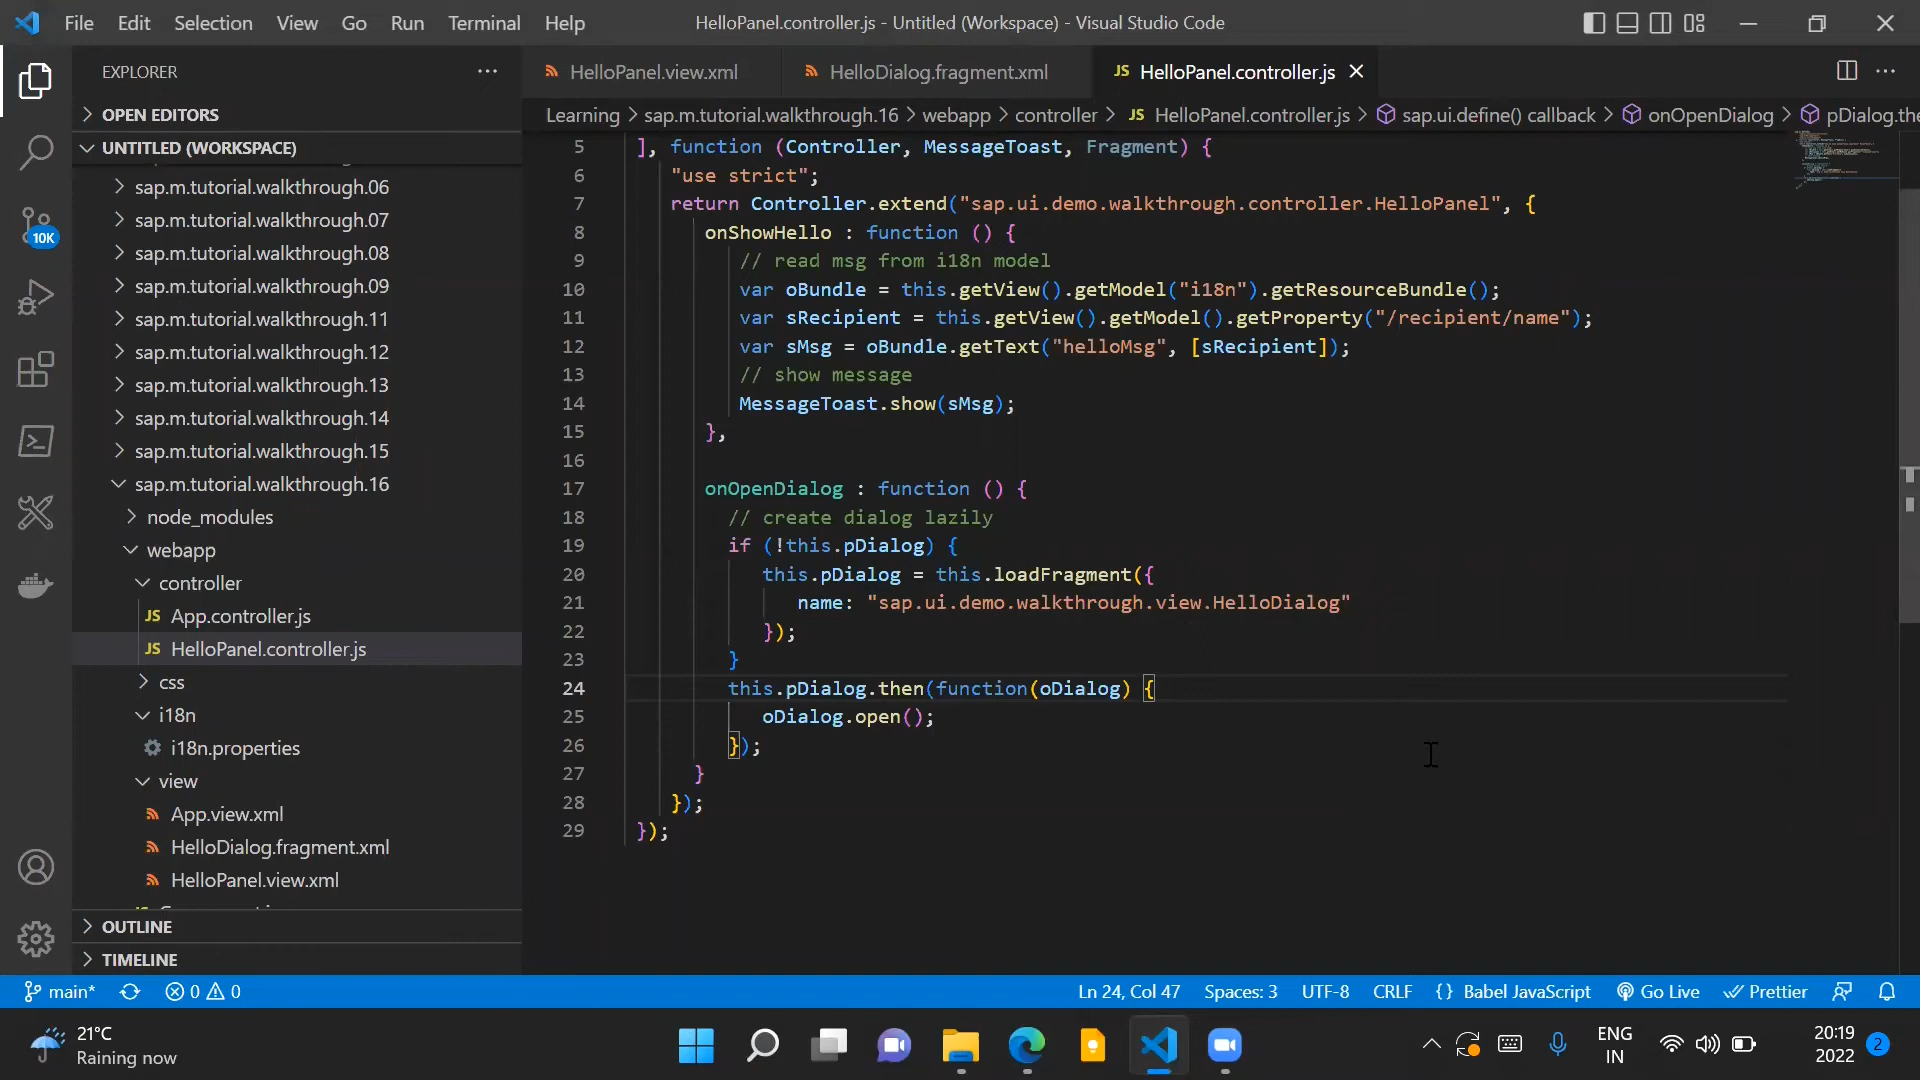 File Edit Selection View Go Run Terminal Help
HelloPanel.controller.js - Untitled (Workspace) - Visual Studio Code
EXPLORER
HelloPanel.view.xml
HelloDialog.fragment.xml
JS HelloPanel.controller.js
OPEN EDITORS
Learning > sap.m.tutorial.walkthrough.16 > webapp > controller > JS HelloPanel.controller.js > sap.ui.define() callback > onOpenDialog > pDialog.the
UNTITLED (WORKSPACE)
sap.m.tutorial.walkthrough.06
sap.m.tutorial.walkthrough.07
sap.m.tutorial.walkthrough.08
sap.m.tutorial.walkthrough.09
sap.m.tutorial.walkthrough.11
sap.m.tutorial.walkthrough.12
sap.m.tutorial.walkthrough.13
sap.m.tutorial.walkthrough.14
sap.m.tutorial.walkthrough.15
sap.m.tutorial.walkthrough.16
node_modules
webapp
controller
JS App.controller.js
JS HelloPanel.controller.js
css
i18n
i18n.properties
view
App.view.xml
HelloDialog.fragment.xml
HelloPanel.view.xml
OUTLINE
TIMELINE
10K
5 ], function (Controller, MessageToast, Fragment) {
6 "use strict";
7 return Controller.extend("sap.ui.demo.walkthrough.controller.HelloPanel", {
8 onShowHello : function () {
9 // read msg from i18n model
10 var oBundle = this.getView().getModel("i18n").getResourceBundle();
11 var sRecipient = this.getView().getModel().getProperty("/recipient/name");
12 var sMsg = oBundle.getText("helloMsg", [sRecipient]);
13 // show message
14 MessageToast.show(sMsg);
15 },
16
17 onOpenDialog : function () {
18 // create dialog lazily
19 if (!this.pDialog) {
20 this.pDialog = this.loadFragment({
21 name: "sap.ui.demo.walkthrough.view.HelloDialog"
22 });
23 }
24 this.pDialog.then(function(oDialog) {
25 oDialog.open();
26 });
27 }
28 });
29 });
main* 0 0 Ln 24, Col 47 Spaces: 3 UTF-8 CRLF {} Babel JavaScript Go Live Prettier
21°C
Raining now
ENG
IN
20:19
2022
2